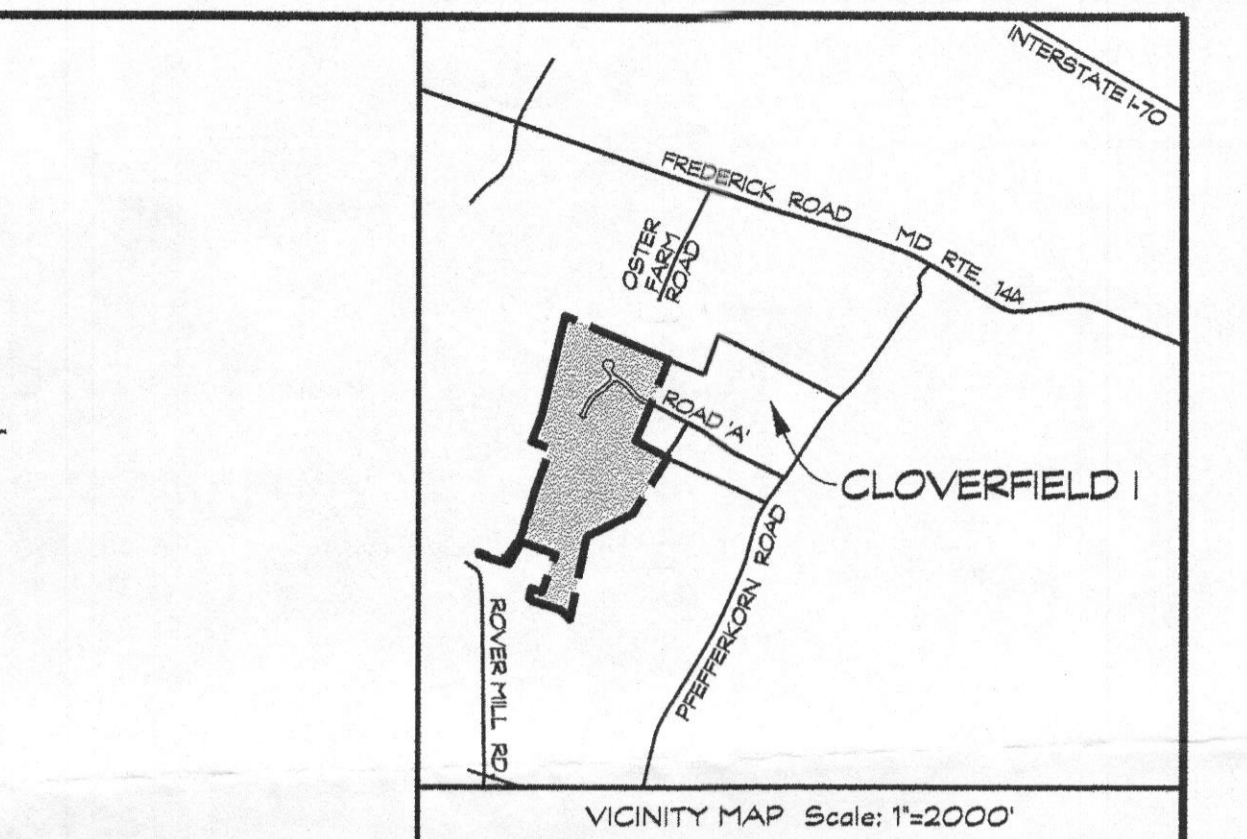 INTERSTATE I-70
FREDERICK ROAD MD RTE. 144
OSTER
FARM
ROAD
ROAD 'A'
CLOVERFIELD I
PFEFFERKORN ROAD
ROVER MILL RD.
VICINITY MAP Scale: 1"=2000'